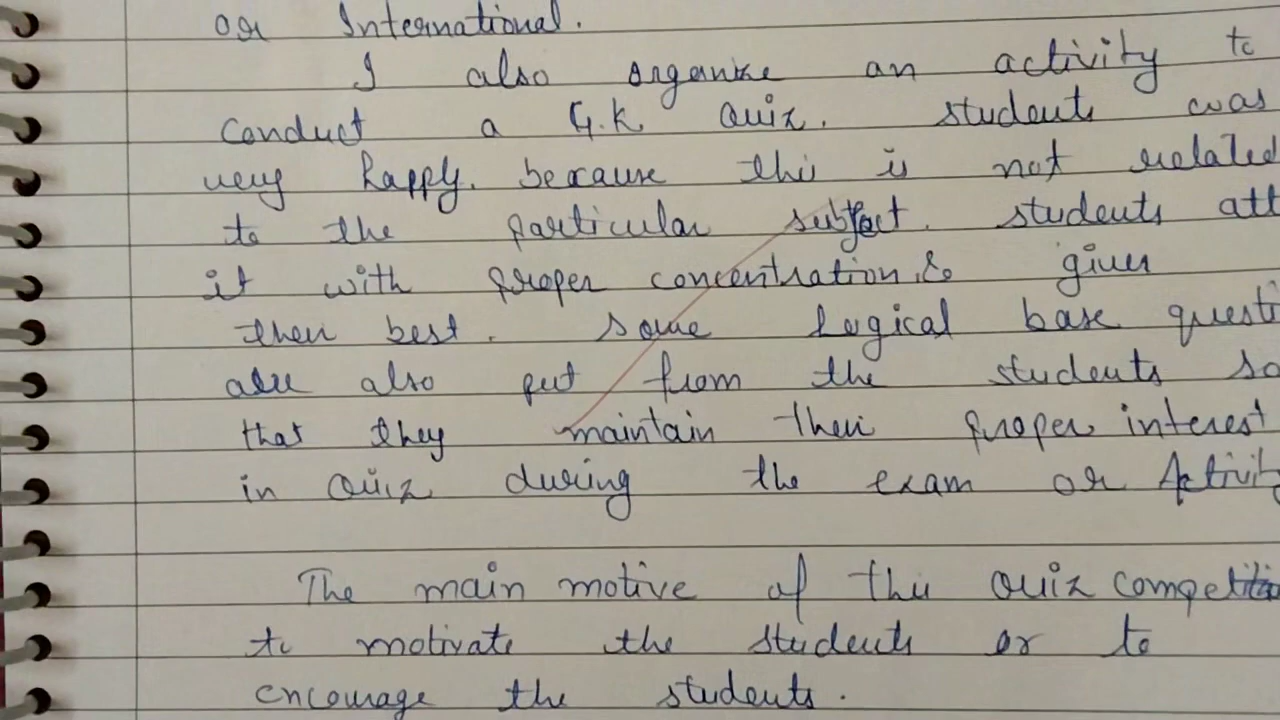 or International.
I also organize an activity to
conduct a G.K Quiz. students was
very happy. because this is not related
to the particular subject. students att
it with proper concentration & gives
their best. Some Logical base questi
are also put from the students so
that they maintain their proper interest
in Quiz during the exam or Activity
The main motive of this Quiz competitio
to motivate the students or to
encourage the students.